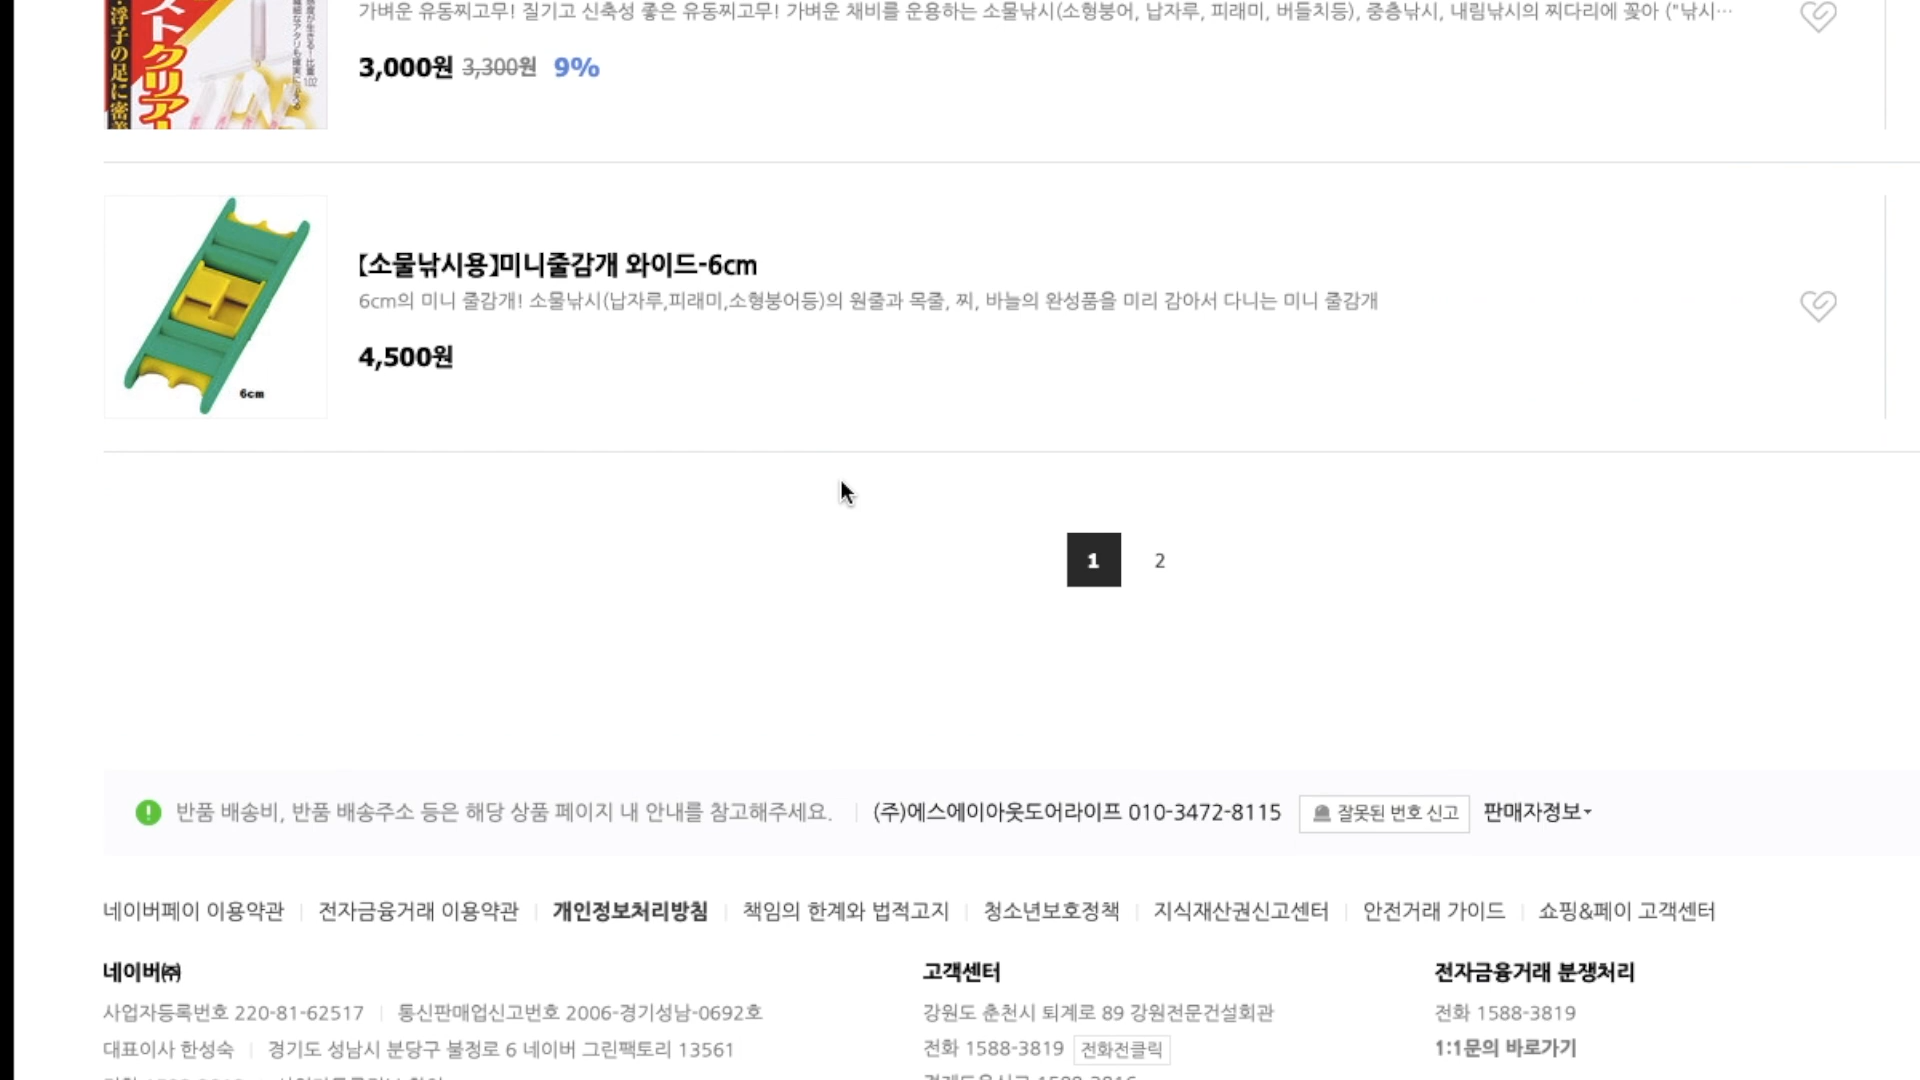 가벼운 유동찌고무! 질기고 신축성 좋은 유동찌고무! 가벼운 채비를 운용하는 소물낚시(소형붕어, 납자루, 피래미, 버들치등), 중층낚시, 내림낚시의 찌다리에 꽂아 ("낚시…
3,000원 3,300원 9%
ストクリアー
浮子の足に密着
【소물낚시용】미니줄감개 와이드-6cm
6cm의 미니 줄감개! 소물낚시(납자루,피래미,소형붕어등)의 원줄과 목줄, 찌, 바늘의 완성품을 미리 감아서 다니는 미니 줄감개
4,500원
6cm
1 2
반품 배송비, 반품 배송주소 등은 해당 상품 페이지 내 안내를 참고해주세요. (주)에스에이아웃도어라이프 010-3472-8115 잘못된 번호 신고 판매자정보
네이버페이 이용약관 전자금융거래 이용약관 개인정보처리방침 책임의 한계와 법적고지 청소년보호정책 지식재산권신고센터 안전거래 가이드 쇼핑&페이 고객센터
네이버㈜ 고객센터 전자금융거래 분쟁처리
사업자등록번호 220-81-62517 통신판매업신고번호 2006-경기성남-0692호 강원도 춘천시 퇴계로 89 강원전문건설회관 전화 1588-3819
대표이사 한성숙 경기도 성남시 분당구 불정로 6 네이버 그린팩토리 13561 전화 1588-3819 전화전클릭 1:1문의 바로가기